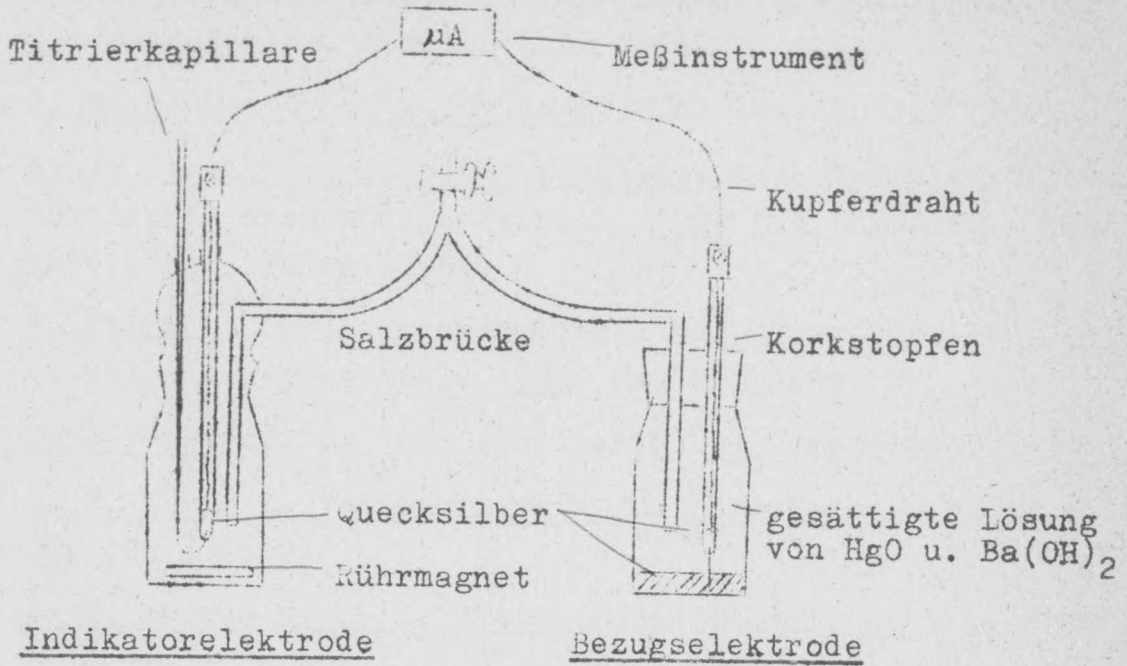 µA
Titrierkapillare
Meßinstrument
Kupferdraht
Salzbrücke
Korkstopfen
Quecksilber
gesättigte Lösung
von HgO u. Ba(OH)₂
Rührmagnet
Indikatorelektrode
Bezugselektrode